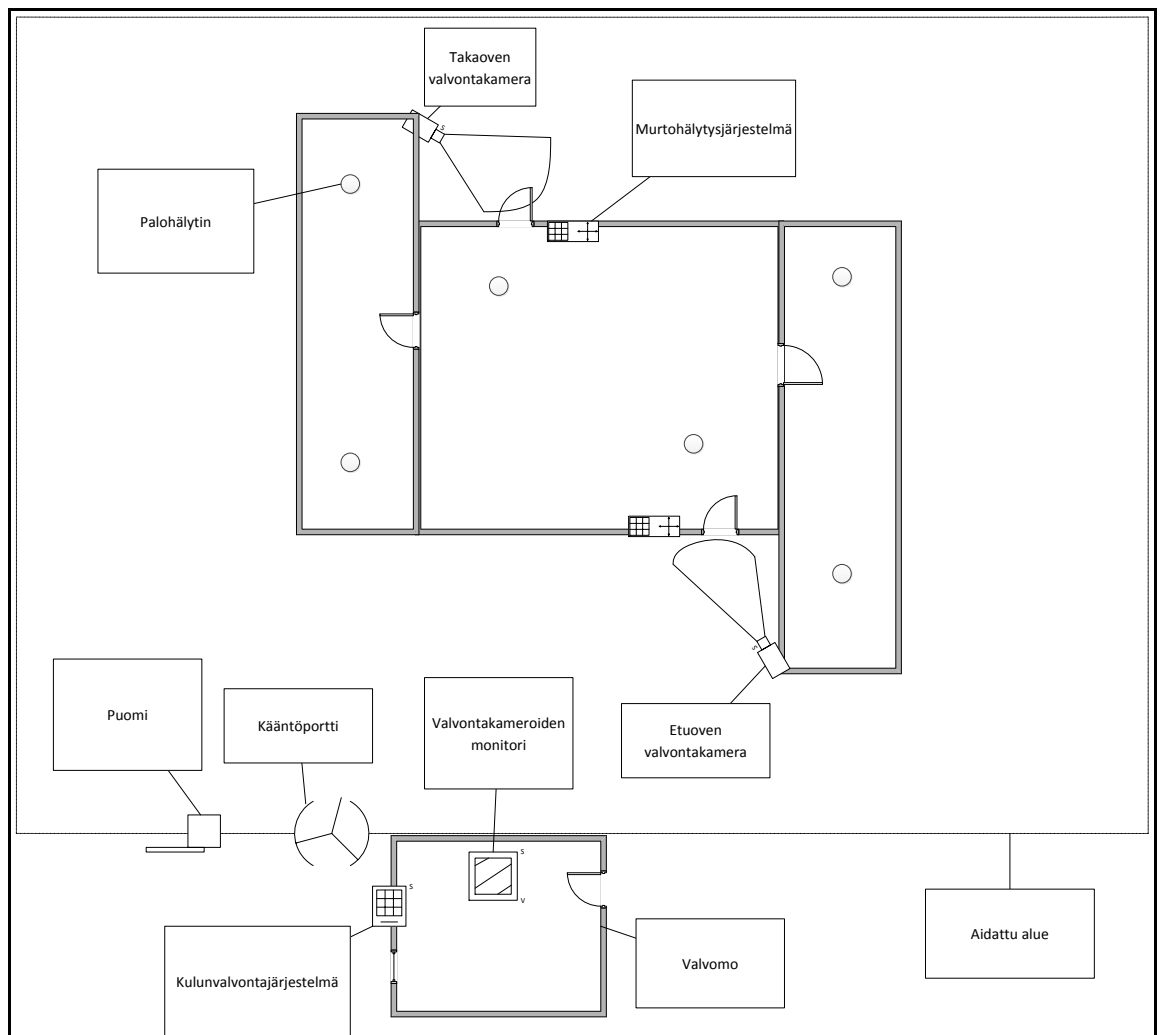 Takaoven
valvontakamera
s
Murtohälytysjärjestelmä
Palohälytin
s
Puomi
Kääntöportti
Valvontakameroiden
monitori
Etuoven
valvontakamera
s
s
v
Kulunvalvontajärjestelmä
Valvomo
Aidattu alue